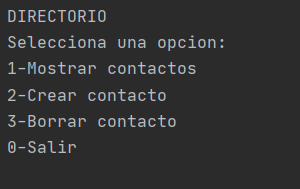 DIRECTORIO
Selecciona una opcion:
1-Mostrar contactos
2-Crear contacto
3-Borrar contacto
0-Salir